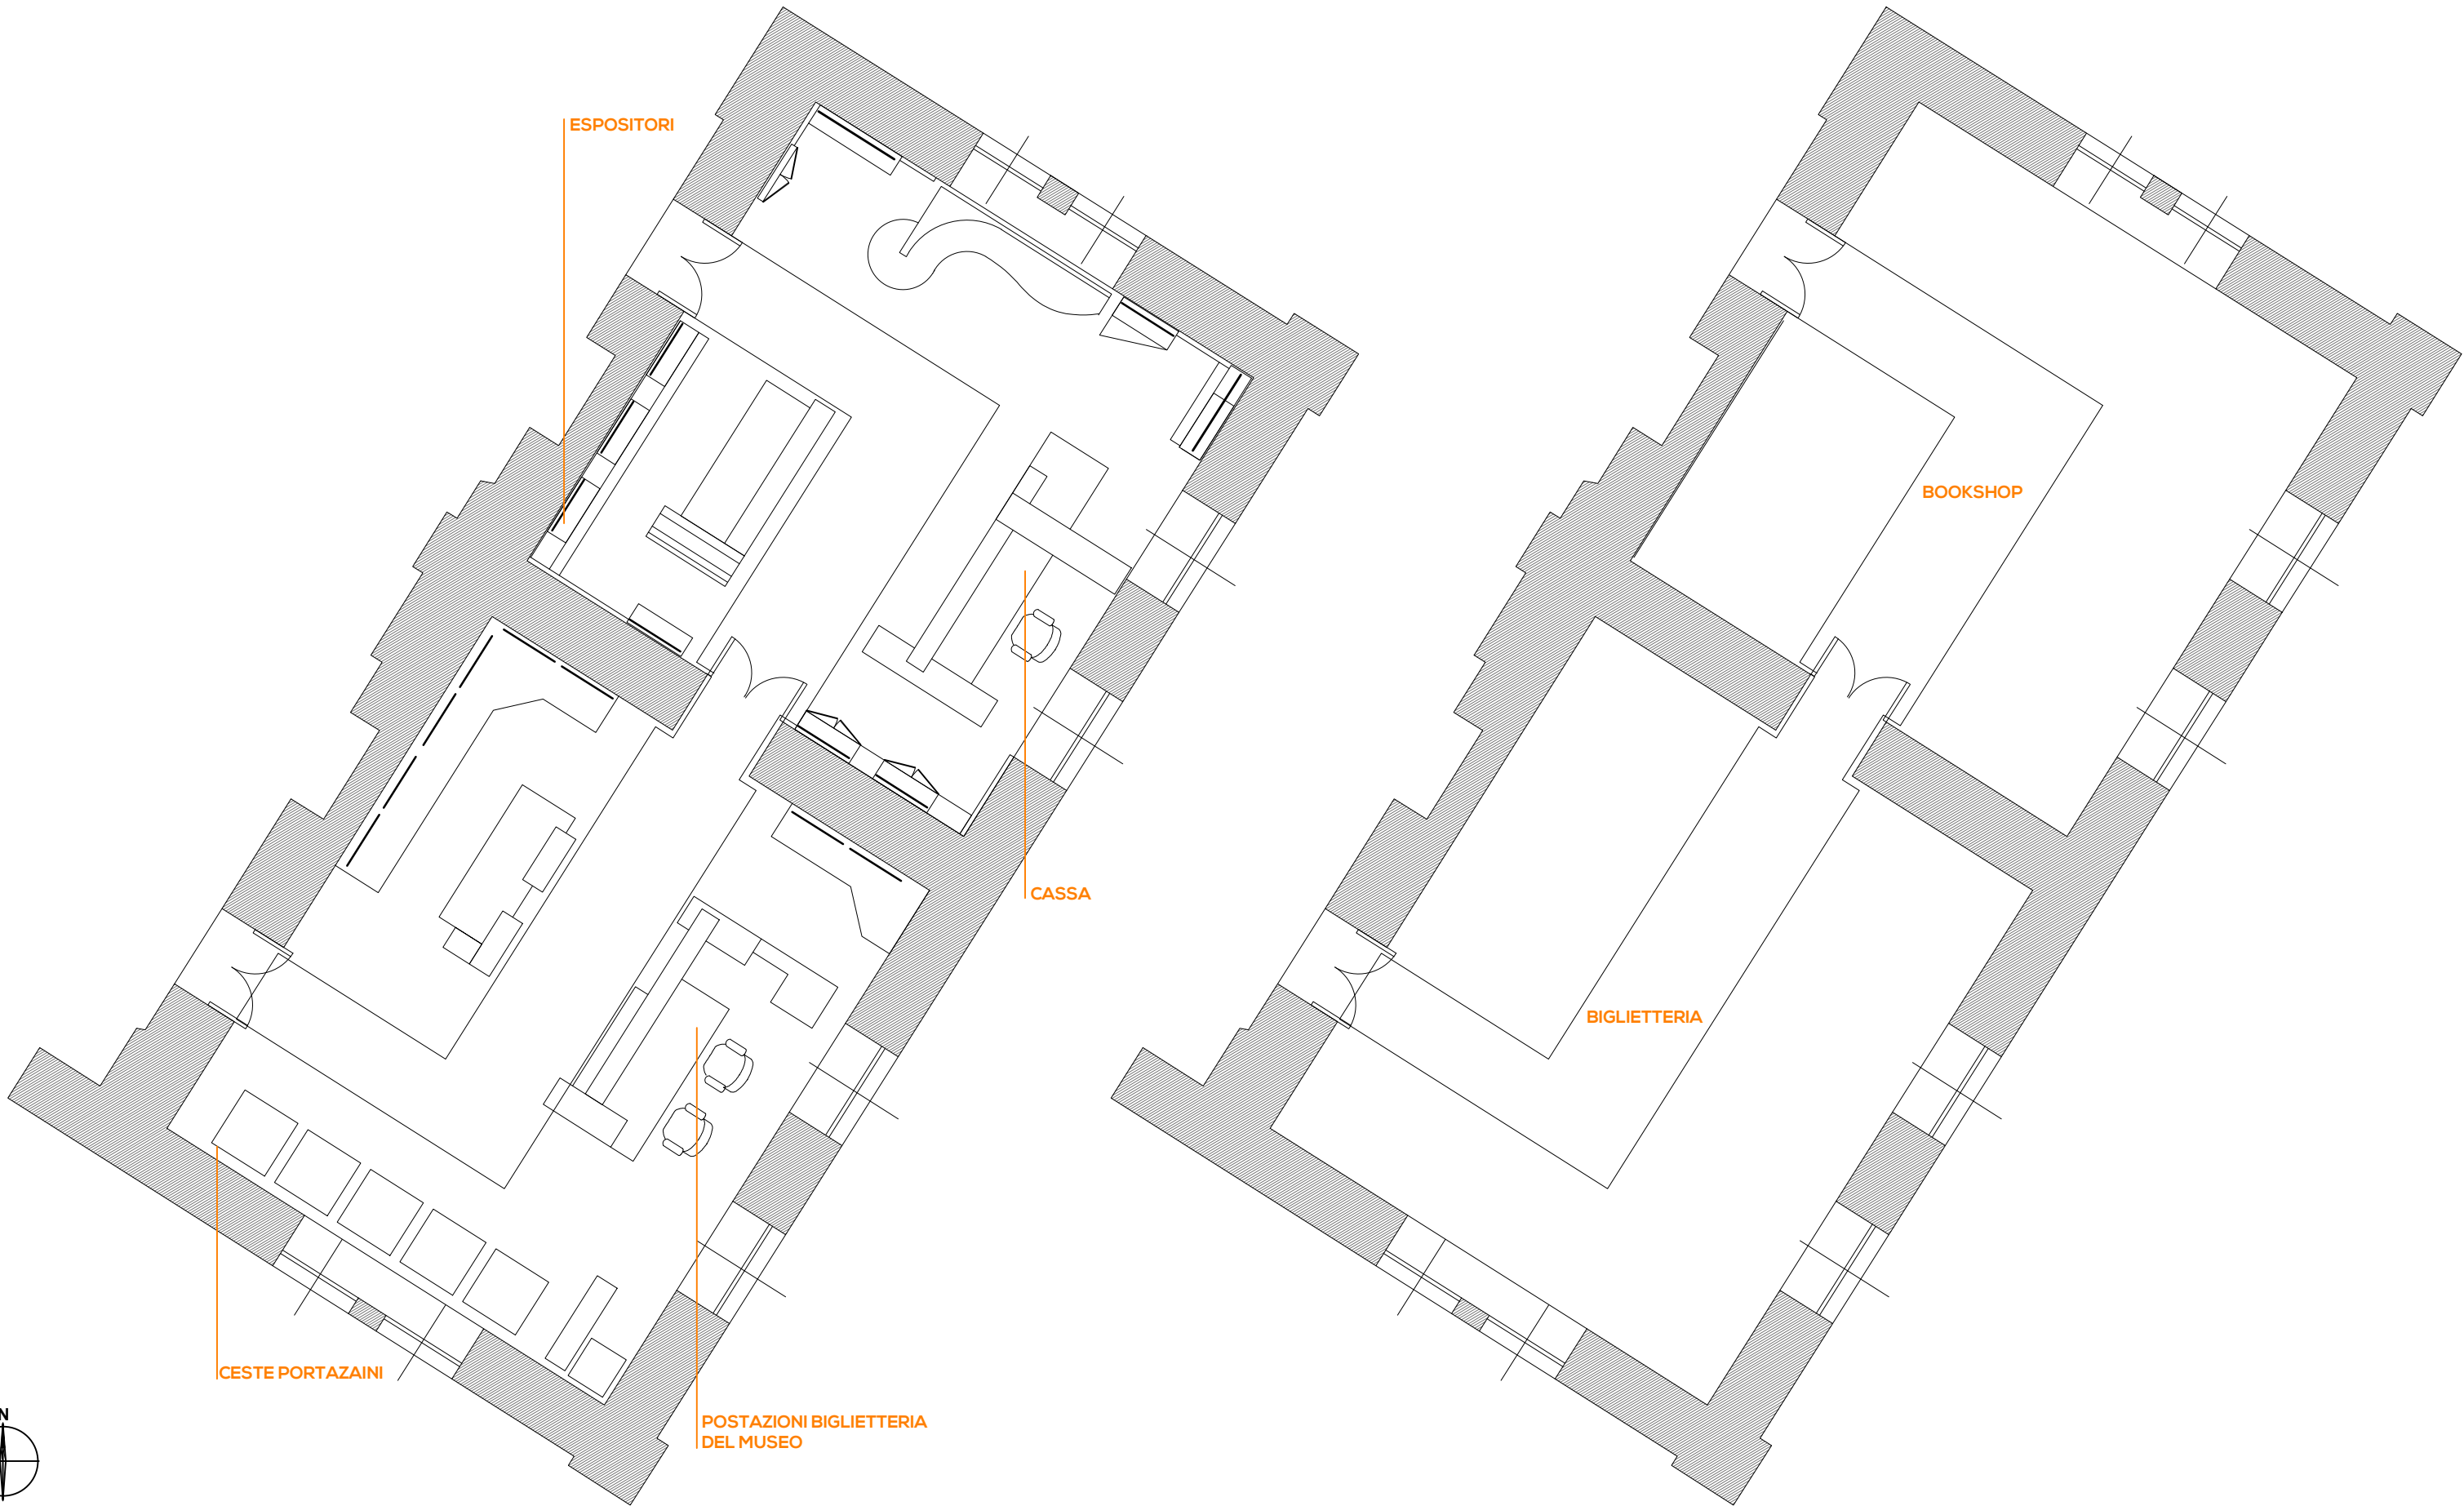 ESPOSITORI
BOOKSHOP
CASSA
BIGLIETTERIA
CESTE PORTAZAINI
N
POSTAZIONI BIGLIETTERIA
DEL MUSEO